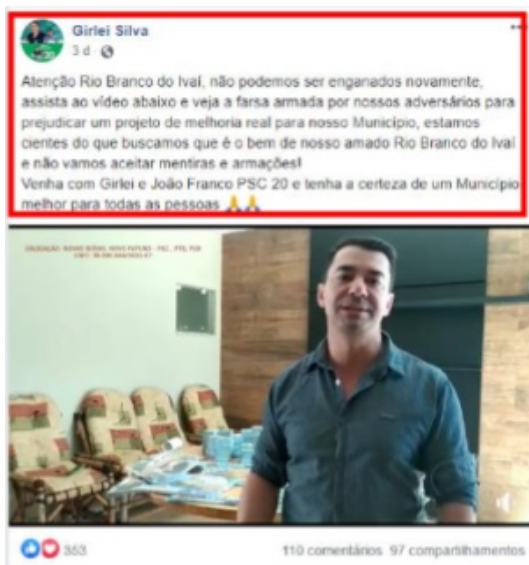 Girlei Silva
3 d
Atenção Rio Branco do Ivaí, não podemos ser enganados novamente,
assista ao vídeo abaixo e veja a farsa armada por nossos adversários para
prejudicar um projeto de melhoria real para nosso Município, estamos
cientes do que buscamos que é o bem de nosso amado Rio Branco do Ivaí
e não vamos aceitar mentiras e armações!
Venha com Girlei e João Franco PSC 20 e tenha a certeza de um Município
melhor para todas as pessoas
353
110 comentários 97 compartilhamentos